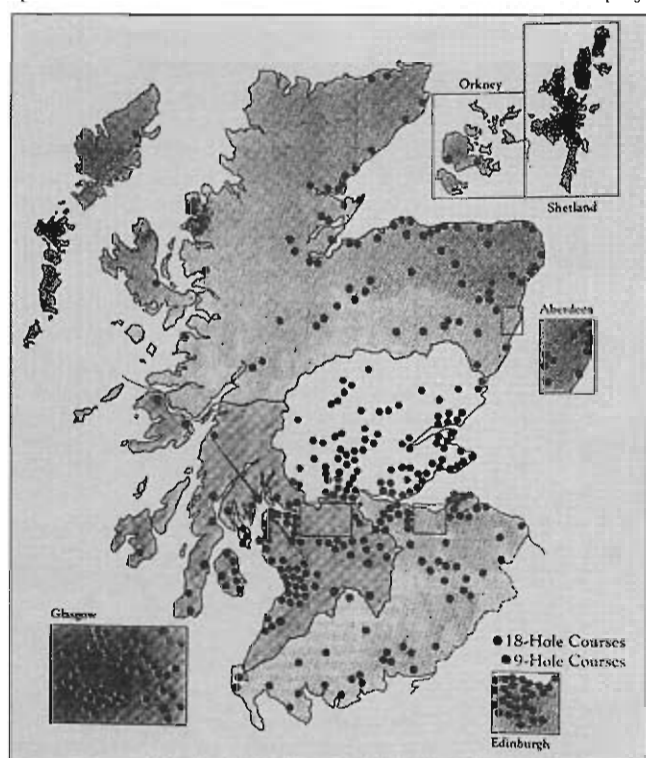 Orkney
Shetland
Aberdeen
Glasgow
18-Hole Courses
9-Hole Courses
Edinburgh